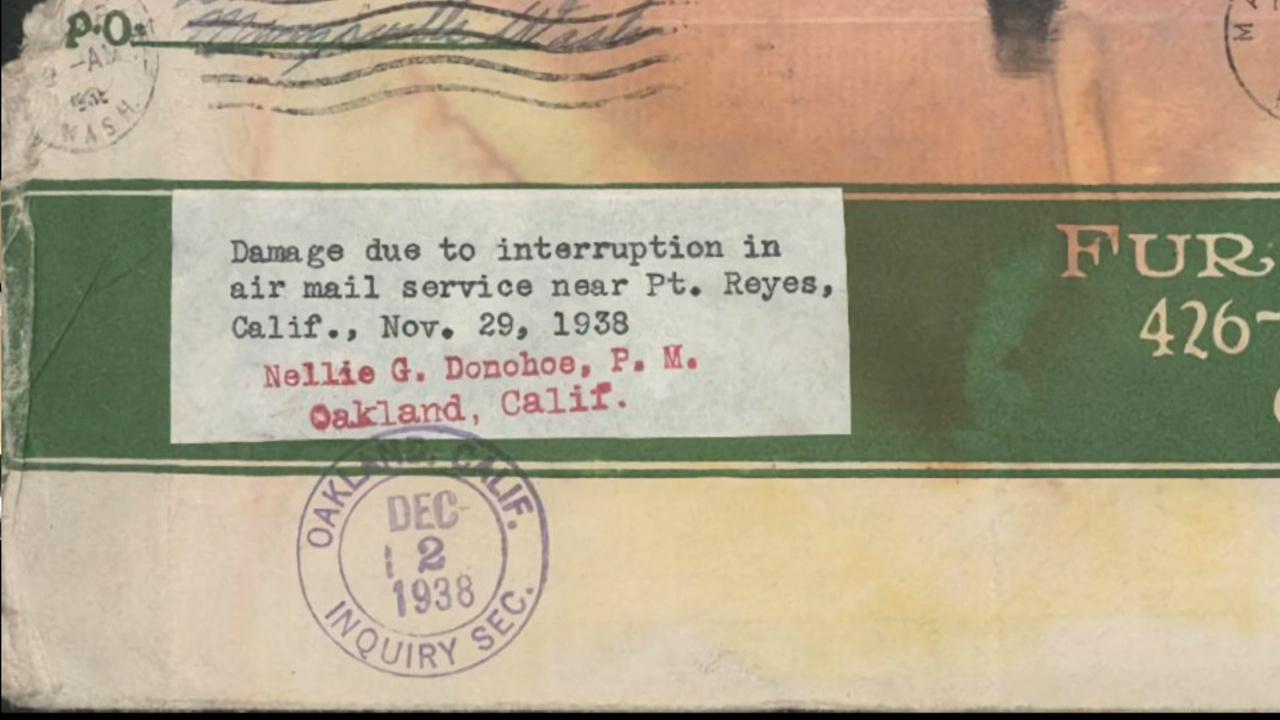 P.O.
WASH.
Damage due to interruption in
air mail service near Pt. Reyes,
Calif., Nov. 29, 1938
Nellie G. Donohoe, P. M.
Oakland, Calif.
FUR
426-
OAKLAND, CALIF.
DEC
2
1938
INQUIRY SEC.